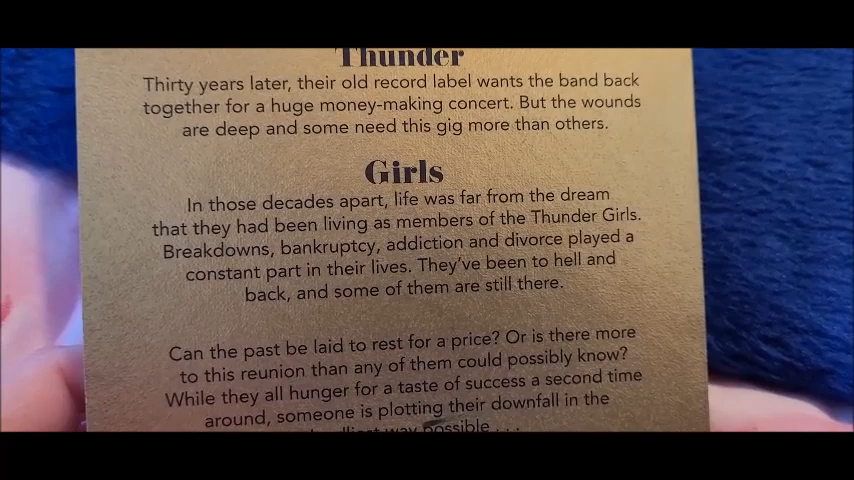 Thunder
Thirty years later, their old record label wants the band back
together for a huge money-making concert. But the wounds
are deep and some need this gig more than others.
Girls
In those decades apart, life was far from the dream
that they had been living as members of the Thunder Girls.
Breakdowns, bankruptcy, addiction and divorce played a
constant part in their lives. They've been to hell and
back, and some of them are still there.
Can the past be laid to rest for a price? Or is there more
to this reunion than any of them could possibly know?
While they all hunger for a taste of success a second time
around, someone is plotting their downfall in the
way possible . . .